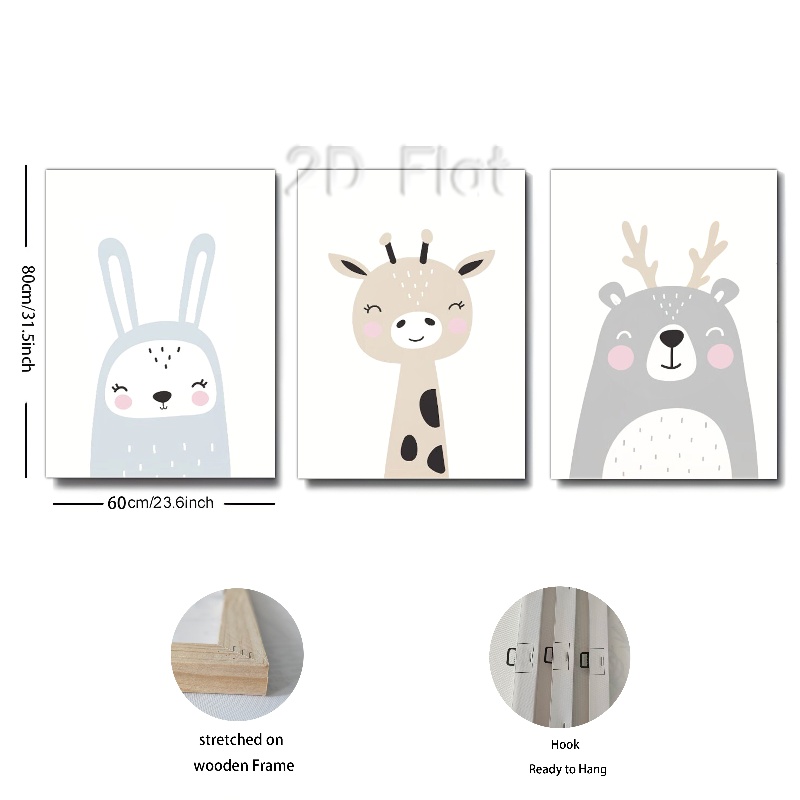 2D Flat
80cm/31.5inch
60cm/23.6inch
stretched on
wooden Frame
Hook
Ready to Hang